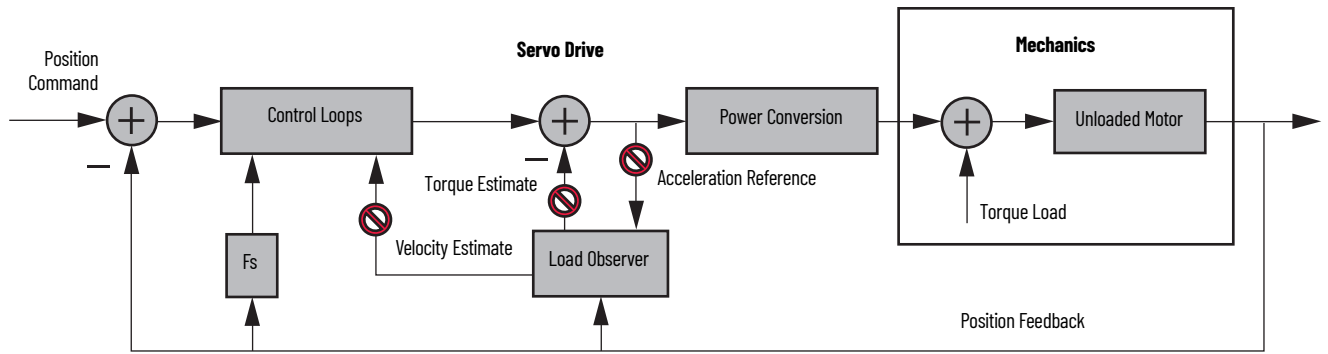 Position
Command
Servo Drive
Mechanics
Control Loops
Power Conversion
Unloaded Motor
Torque Estimate
Acceleration Reference
Torque Load
Velocity Estimate
Fs
Load Observer
Position Feedback